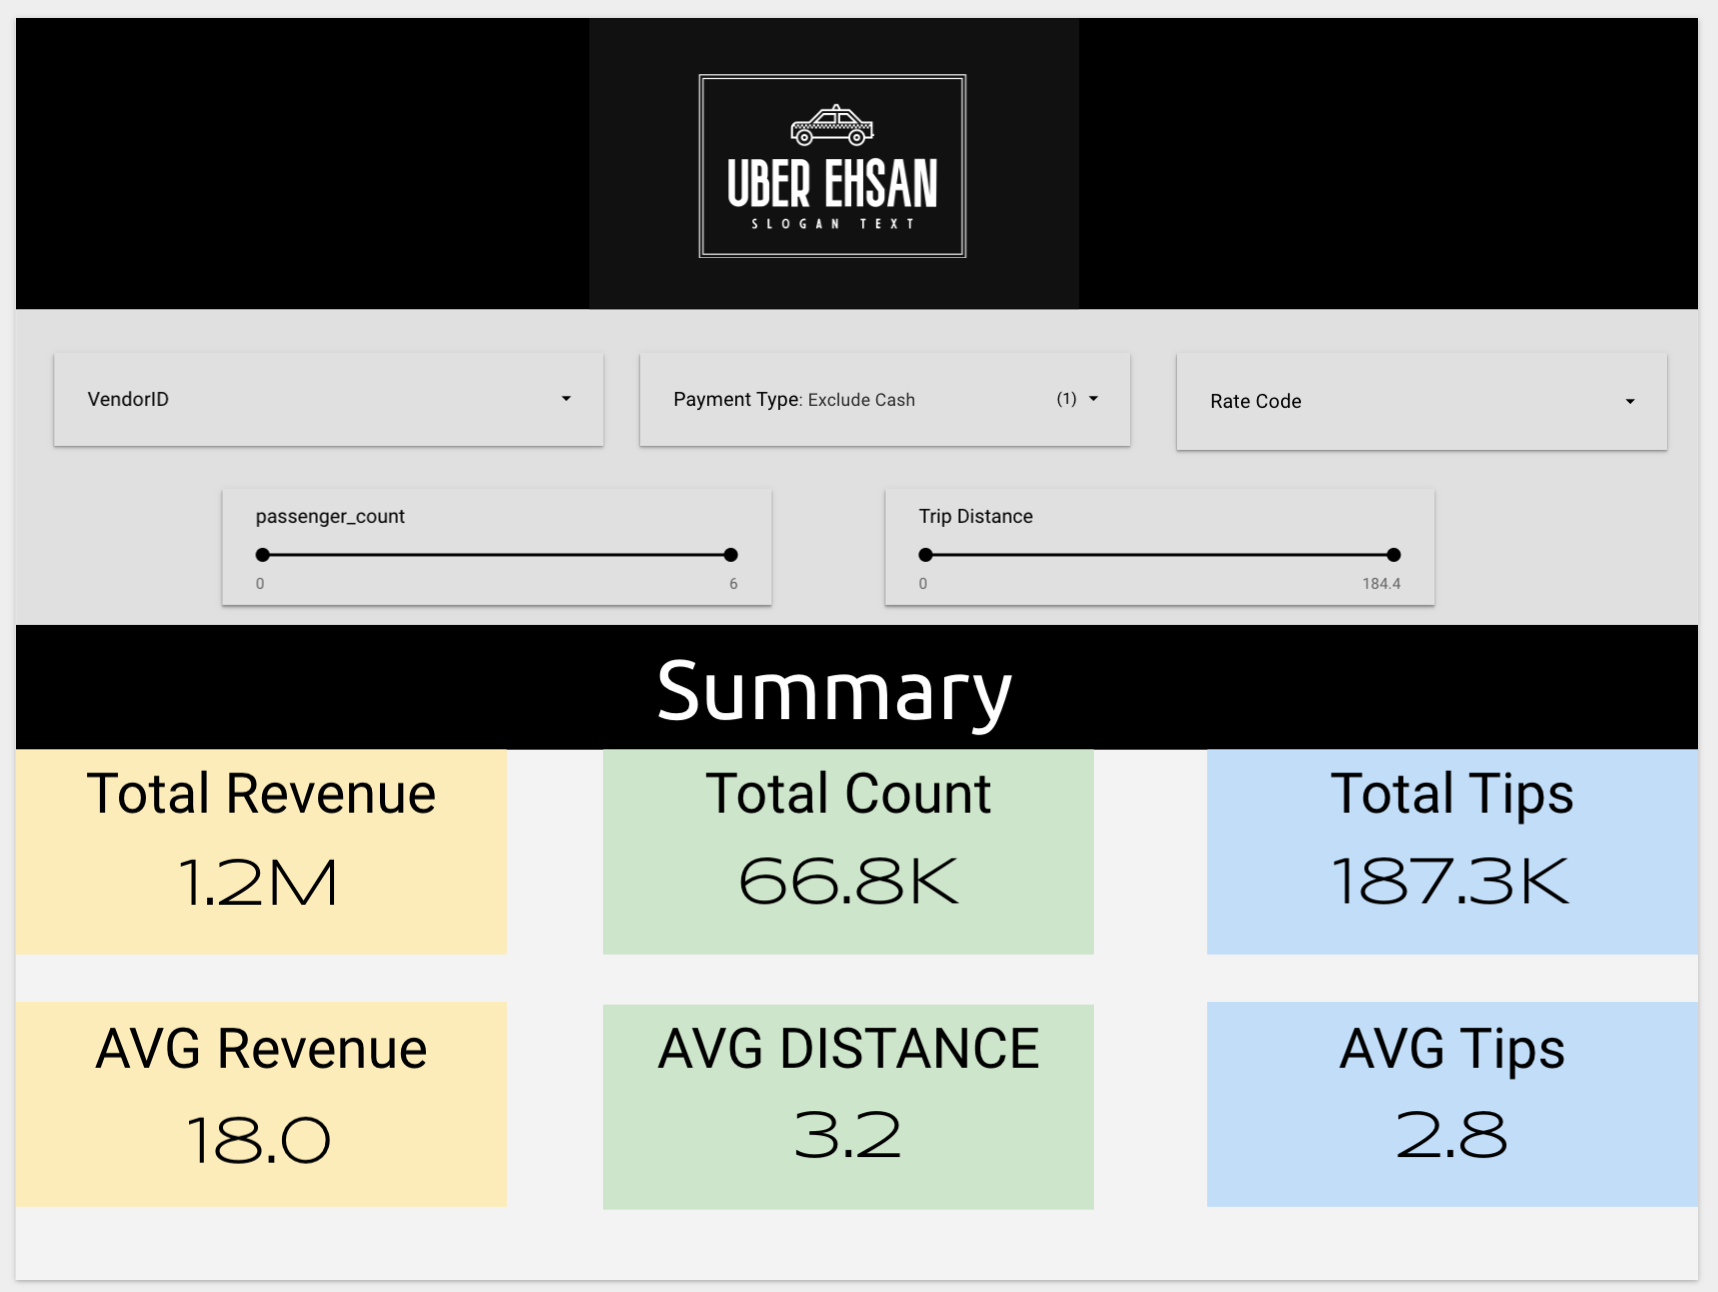 UBER EHSAN
SLOGAN TEXT
VendorID
Payment Type: Exclude Cash (1)
Rate Code
passenger_count
0 6
Trip Distance
0 184.4
Summary
Total Revenue
1.2M
Total Count
66.8K
Total Tips
187.3K
AVG Revenue
18.0
AVG DISTANCE
3.2
AVG Tips
2.8